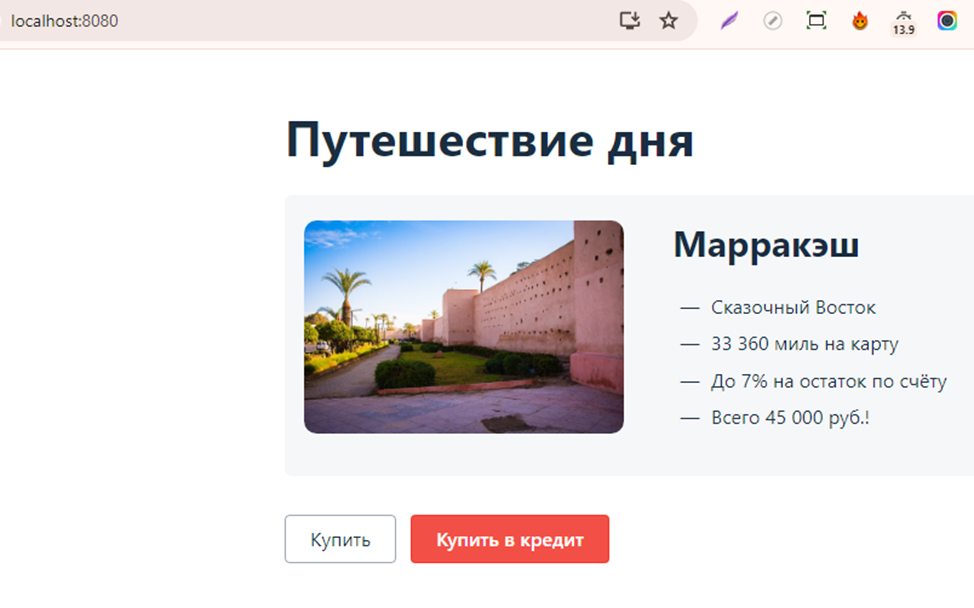 localhost:8080
13.9
Путешествие дня
Марракэш
— Сказочный Восток
— 33 360 миль на карту
— До 7% на остаток по счёту
— Всего 45 000 руб.!
Купить
Купить в кредит